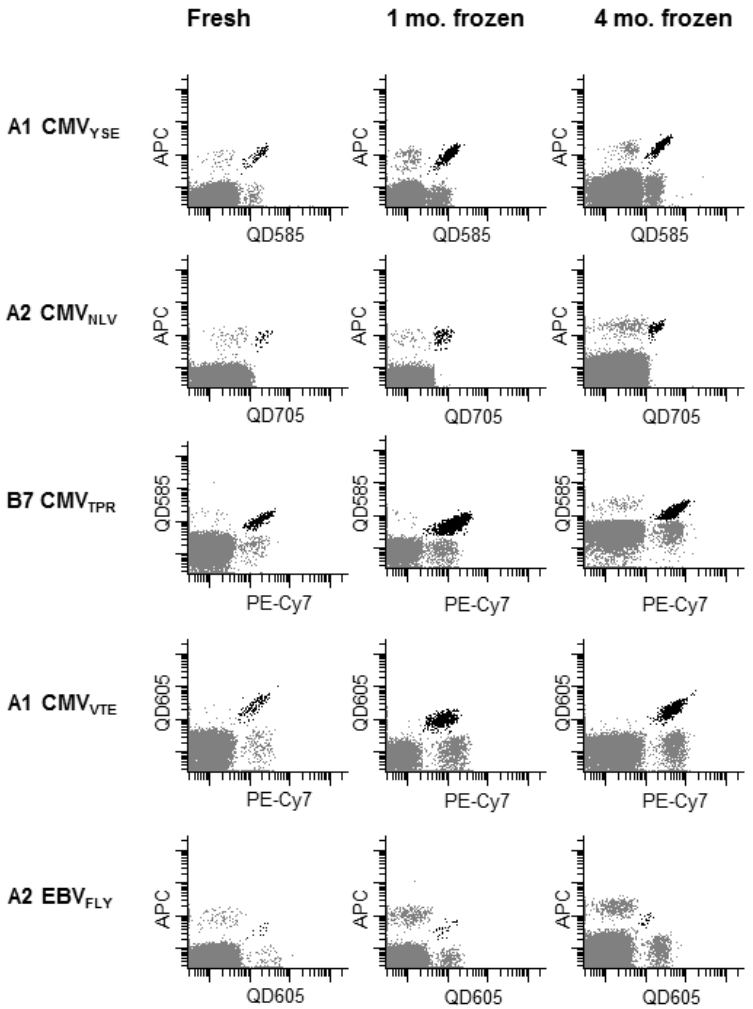 Fresh 1 mo. frozen 4 mo. frozen
A1 CMVYSE
APC APC APC
QD585 QD585 QD585
A2 CMVNLV
APC APC APC
QD705 QD705 QD705
B7 CMVTPR
QD585 QD585 QD585
PE-Cy7 PE-Cy7 PE-Cy7
A1 CMVVTE
QD605 QD605 QD605
PE-Cy7 PE-Cy7 PE-Cy7
A2 EBVFLY
APC APC APC
QD605 QD605 QD605